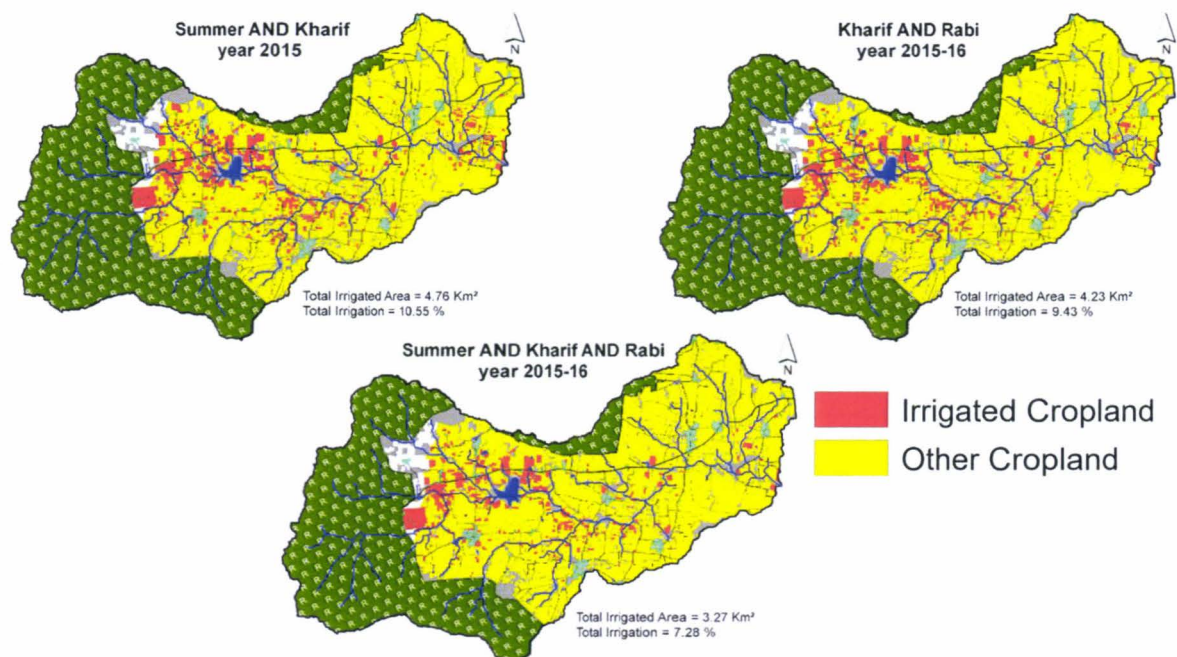 Summer AND Kharif
year 2015
N
Total Irrigated Area = 4.76 Km²
Total Irrigation = 10.55 %
Kharif AND Rabi
year 2015-16
N
Total Irrigated Area = 4.23 Km²
Total Irrigation = 9.43 %
Summer AND Kharif AND Rabi
year 2015-16
N
Total Irrigated Area = 3.27 Km²
Total Irrigation = 7.28 %
Irrigated Cropland
Other Cropland